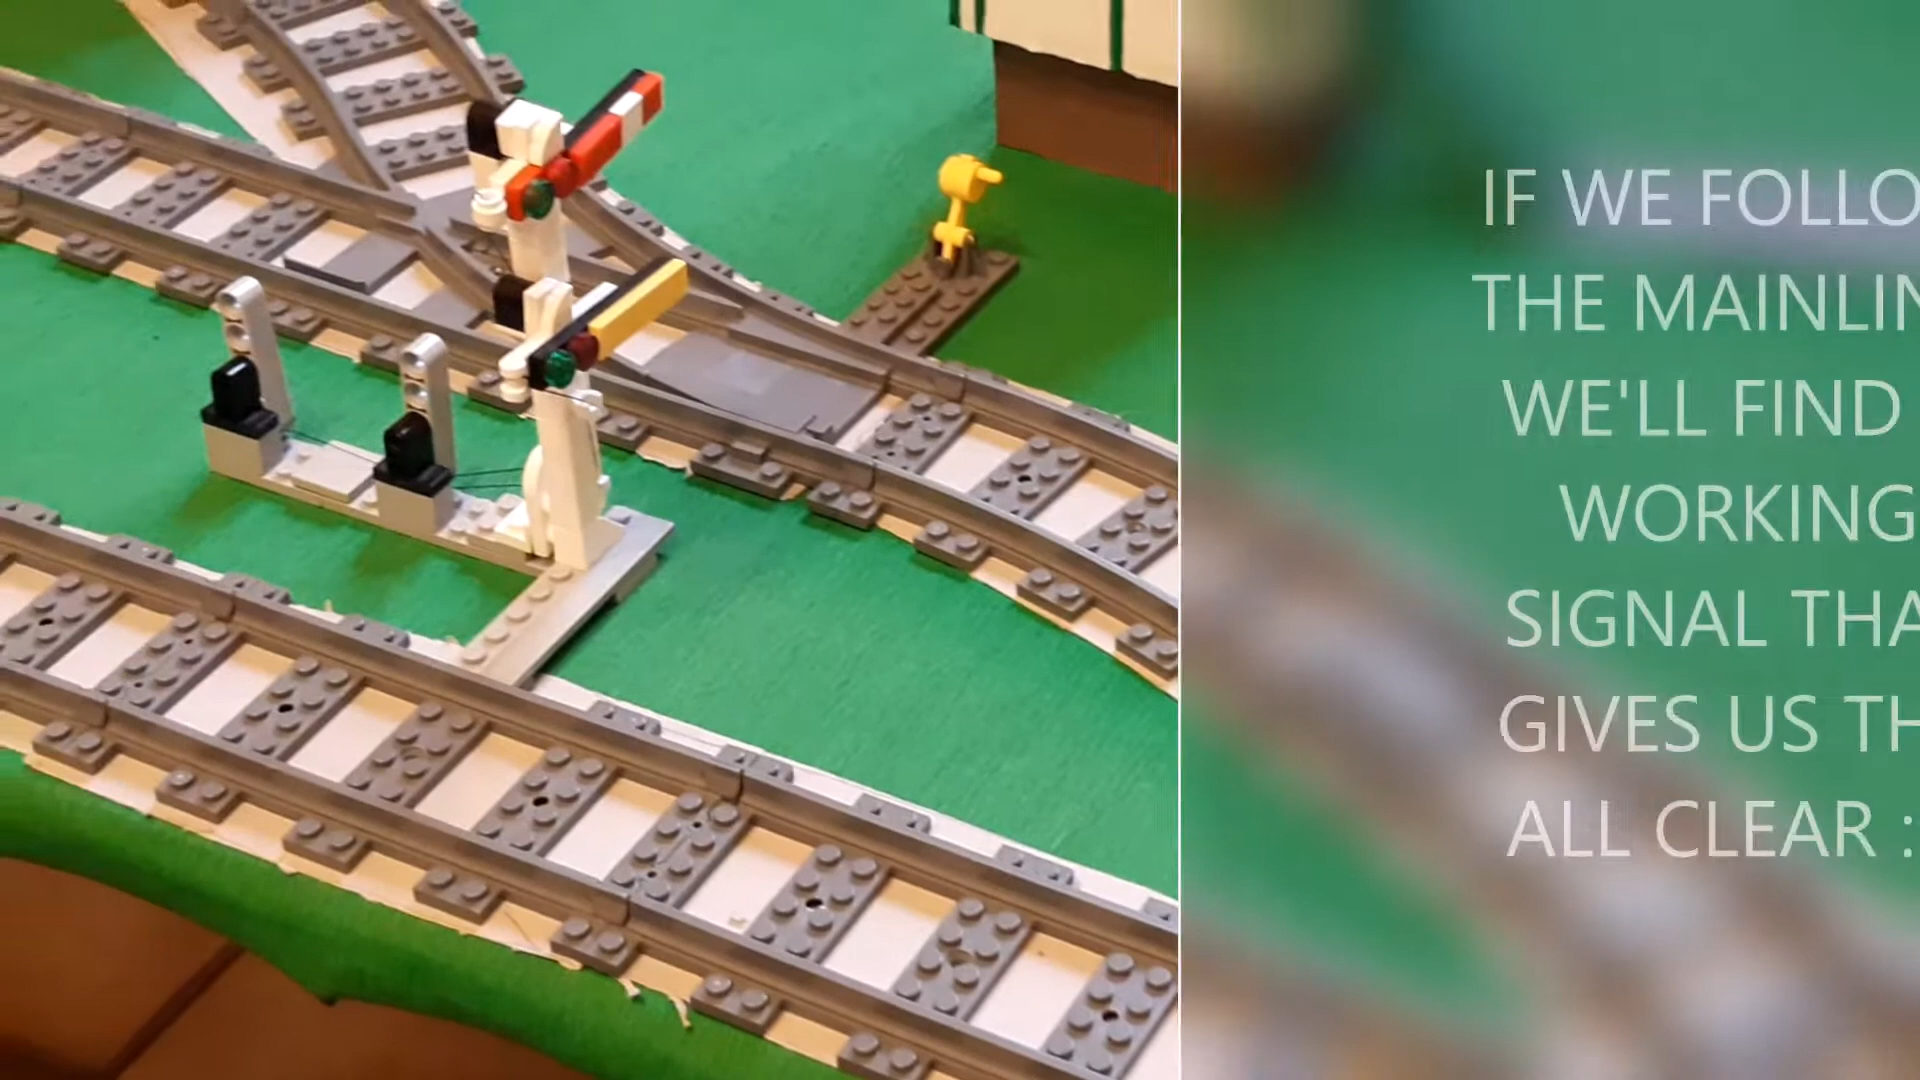 IF WE FOLLO
THE MAINLIN
WE'LL FIND
WORKING
SIGNAL THA
GIVES US TH
ALL CLEAR :